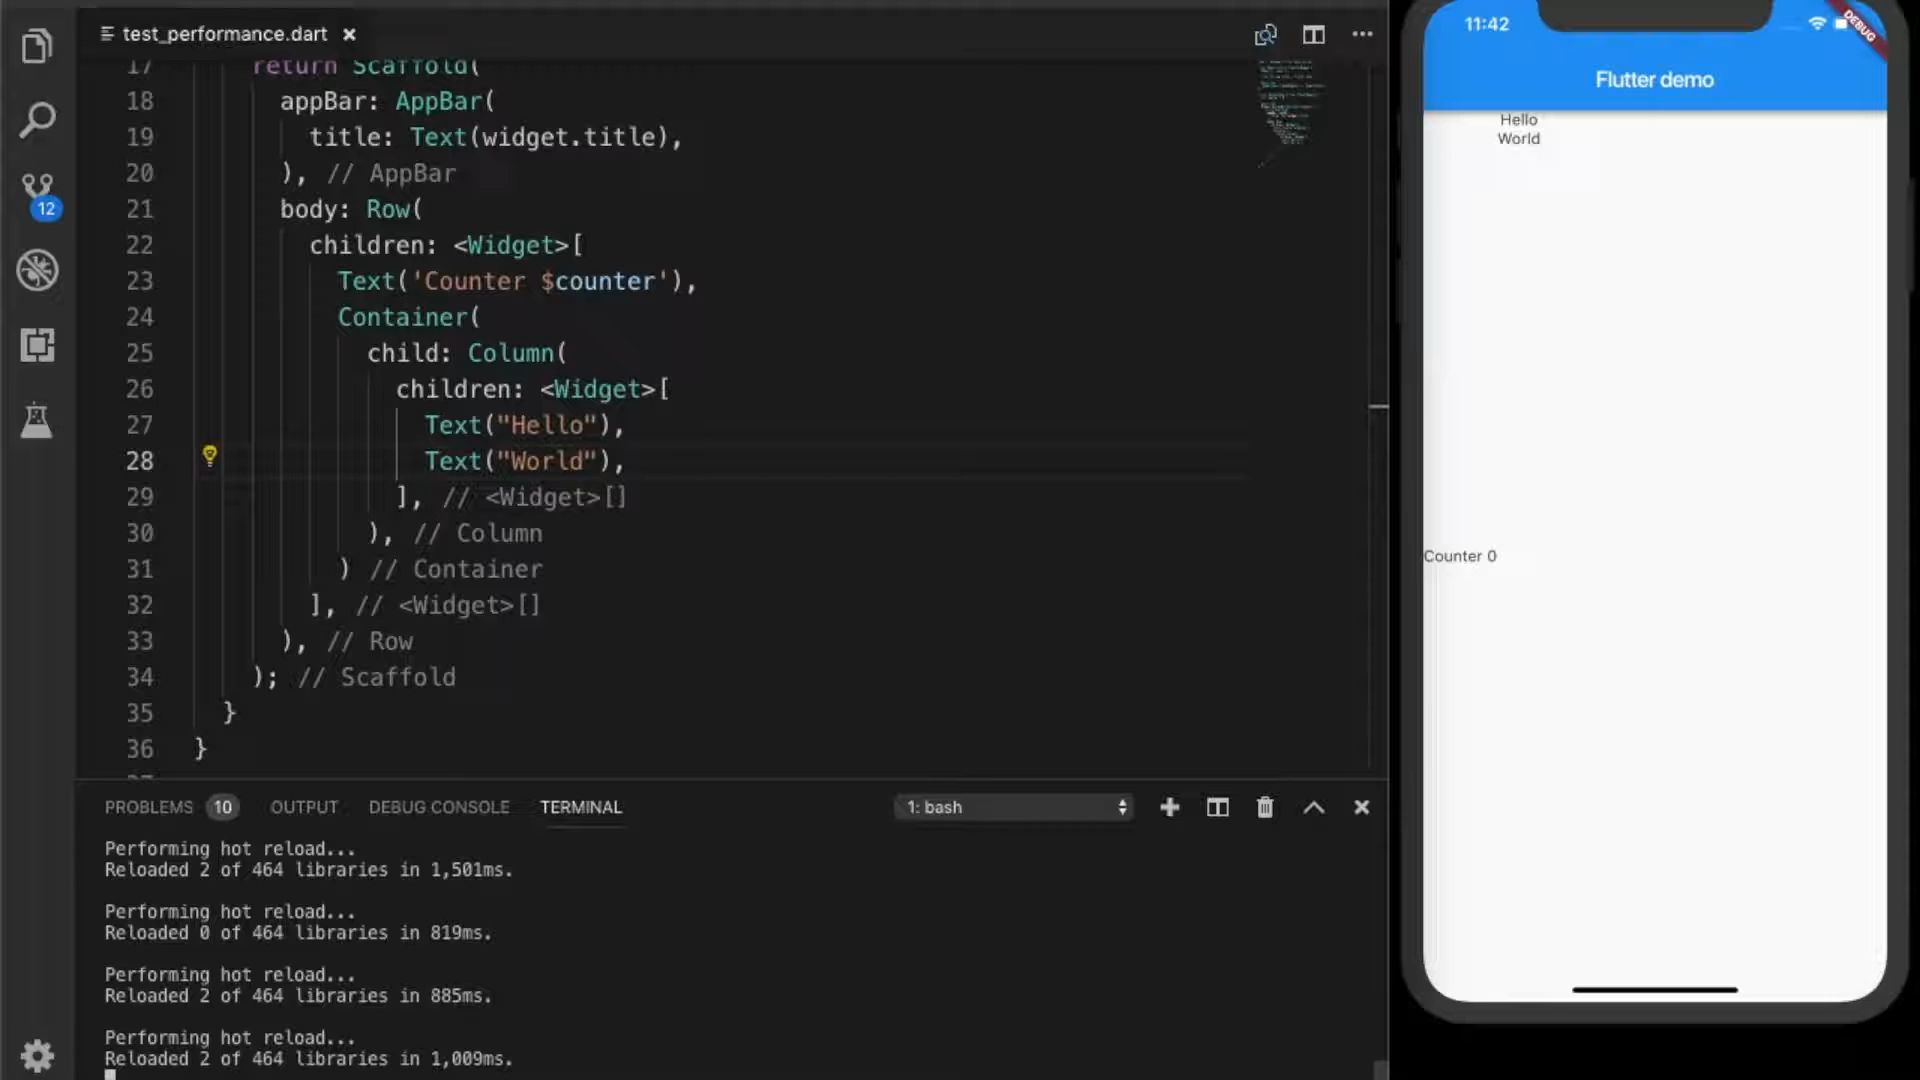 test_performance.dart
17 return Scaffold(
18 appBar: AppBar(
19 title: Text(widget.title),
20 ), // AppBar
21 body: Row(
22 children: <Widget>[
23 Text('Counter $counter'),
24 Container(
25 child: Column(
26 children: <Widget>[
27 Text("Hello"),
28 Text("World"),
29 ], // <Widget>[]
30 ), // Column
31 ) // Container
32 ], // <Widget>[]
33 ), // Row
34 ); // Scaffold
35 }
36 }
12
PROBLEMS 10 OUTPUT DEBUG CONSOLE TERMINAL 1: bash
Performing hot reload...
Reloaded 2 of 464 libraries in 1,501ms.
Performing hot reload...
Reloaded 0 of 464 libraries in 819ms.
Performing hot reload...
Reloaded 2 of 464 libraries in 885ms.
Performing hot reload...
Reloaded 2 of 464 libraries in 1,009ms.
11:42
DEBUG
Flutter demo
Hello
World
Counter 0